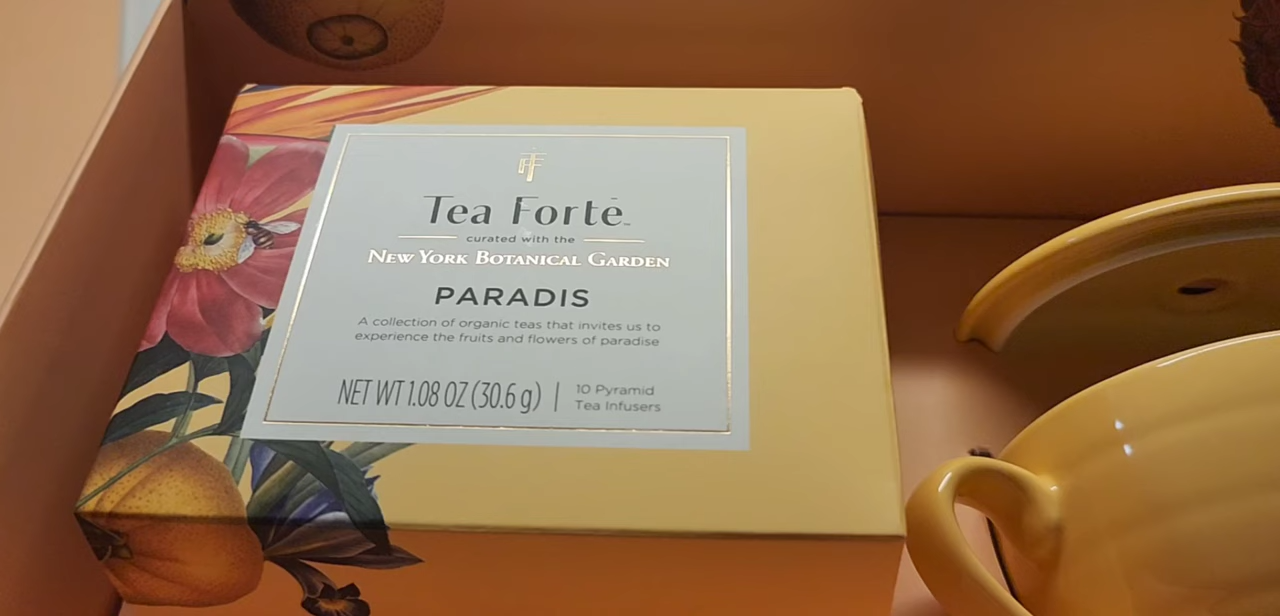 Tea Forté
curated with the
NEW YORK BOTANICAL GARDEN
PARADIS
A collection of organic teas that invites us to
experience the fruits and flowers of paradise
NET WT 1.08 OZ (30.6 g) | 10 Pyramid
Tea Infusers